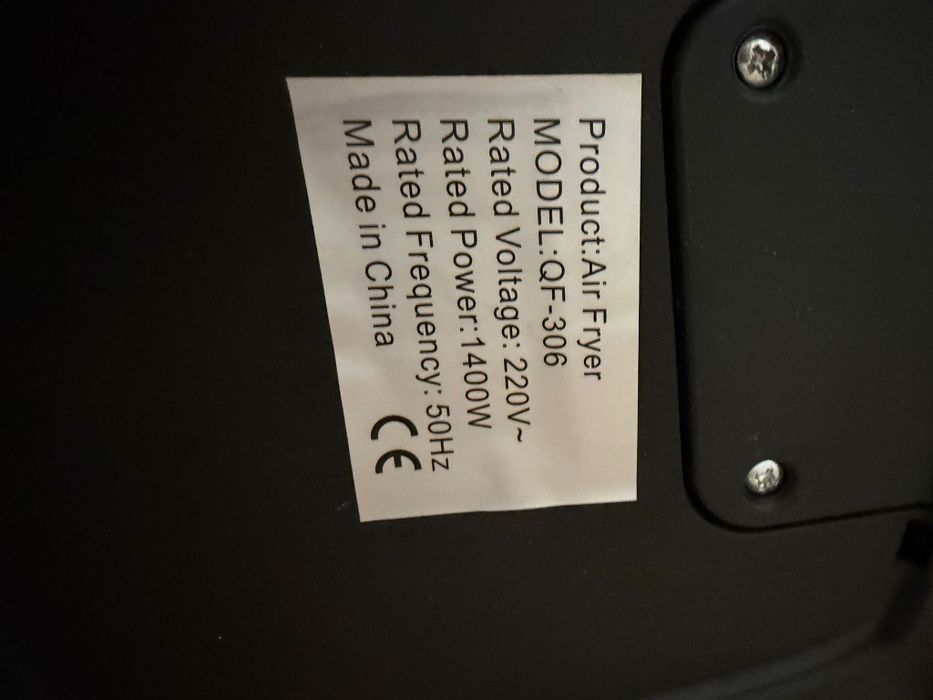 Product:Air Fryer
MODEL:QF-306
Rated Voltage: 220V~
Rated Power:1400W
Rated Frequency: 50Hz
Made in China
CE